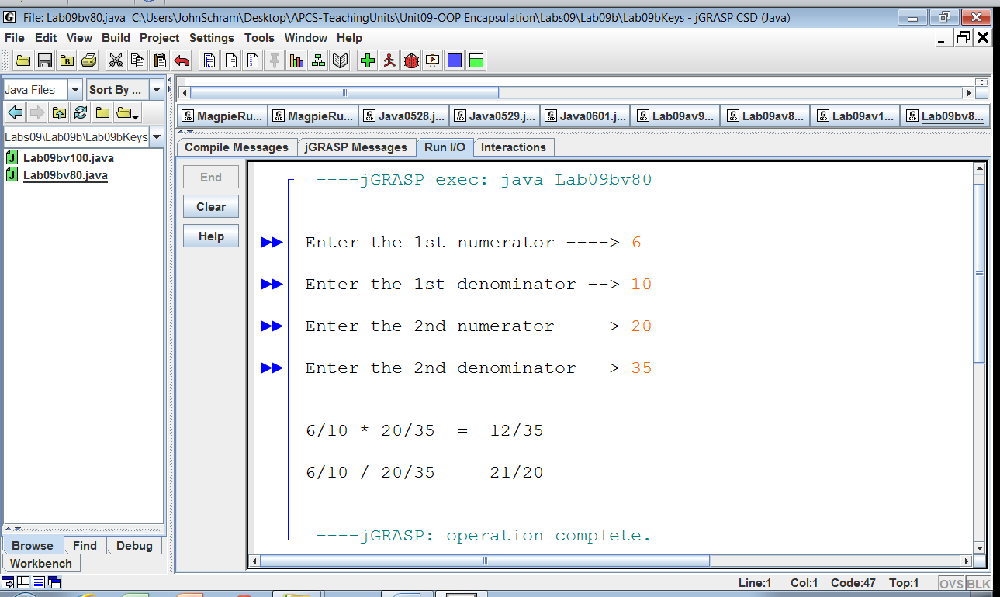 File: Lab09bv80.java  C:\Users\JohnSchram\Desktop\APCS-TeachingUnits\Unit09-OOP Encapsulation\Labs09\Lab09b\Lab09bKeys - jGRASP CSD (Java)
File Edit View Build Project Settings Tools Window Help
Java Files Sort By ...
MagpieRu... MagpieRu... Java0528.j... Java0529.j... Java0601.j... Lab09av9... Lab09av8... Lab09av1... Lab09bv8...
Labs09\Lab09b\Lab09bKeys
Compile Messages jGRASP Messages Run I/O Interactions
Lab09bv100.java
Lab09bv80.java
End
Clear
Help
----jGRASP exec: java Lab09bv80
Enter the 1st numerator ----> 6
Enter the 1st denominator --> 10
Enter the 2nd numerator ----> 20
Enter the 2nd denominator --> 35
6/10 * 20/35  =  12/35
6/10 / 20/35  =  21/20
----jGRASP: operation complete.
Browse Find Debug
Workbench
Line:1 Col:1 Code:47 Top:1 OVS BLK